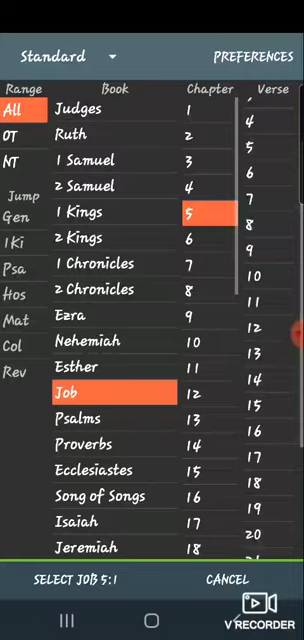 Standard PREFERENCES
Range Book Chapter Verse
All Judges 1
OT Ruth 2 4
NT 1 Samuel 3 5
2 Samuel 4 6
Jump 7
Gen 1 Kings 5 8
1Ki 2 Kings 6 9
Psa 1 Chronicles 7 10
Hos 2 Chronicles 8 11
Mat Ezra 9 12
Col Nehemiah 10 13
Rev Esther 11 14
Job 12 15
Psalms 13 16
Proverbs 14 17
Ecclesiastes 15 18
Song of Songs 16 19
Isaiah 17 20
Jeremiah 18
SELECT JOB 5:1 CANCEL
V RECORDER